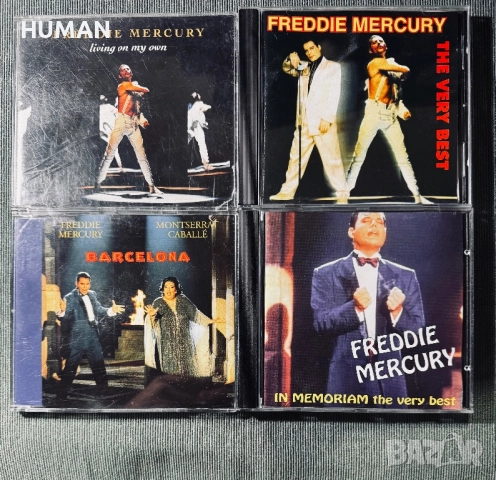 HUMAN
MERCURY
living on my own
FREDDIE MERCURY
THE VERY BEST
FREDDIE
MERCURY
MONTSERRAT
CABALLÉ
BARCELONA
FREDDIE
MERCURY
IN MEMORIAM the very best
BAZAR